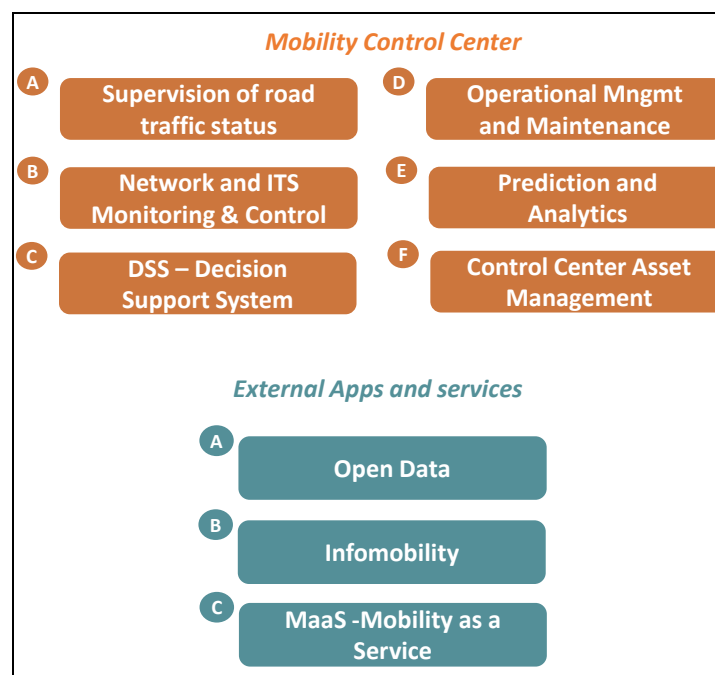 Mobility Control Center
A
Supervision of road
traffic status
B
Network and ITS
Monitoring & Control
C
DSS – Decision
Support System
D
Operational Mngmt
and Maintenance
E
Prediction and
Analytics
F
Control Center Asset
Management
External Apps and services
A
Open Data
B
Infomobility
C
MaaS -Mobility as a
Service